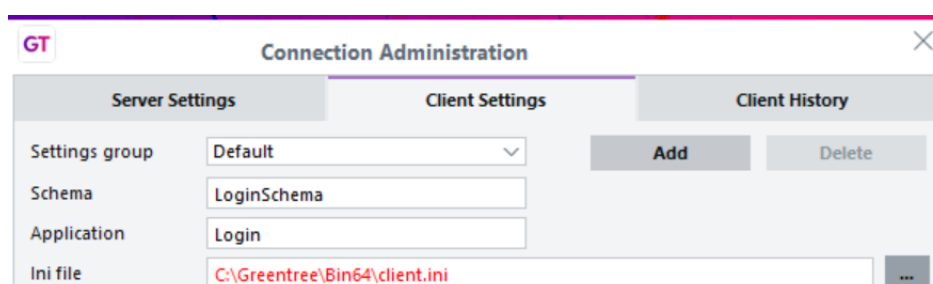 GT
Connection Administration
Server Settings Client Settings Client History
Settings group Default Add Delete
Schema LoginSchema
Application Login
Ini file C:\Greentree\Bin64\client.ini ...